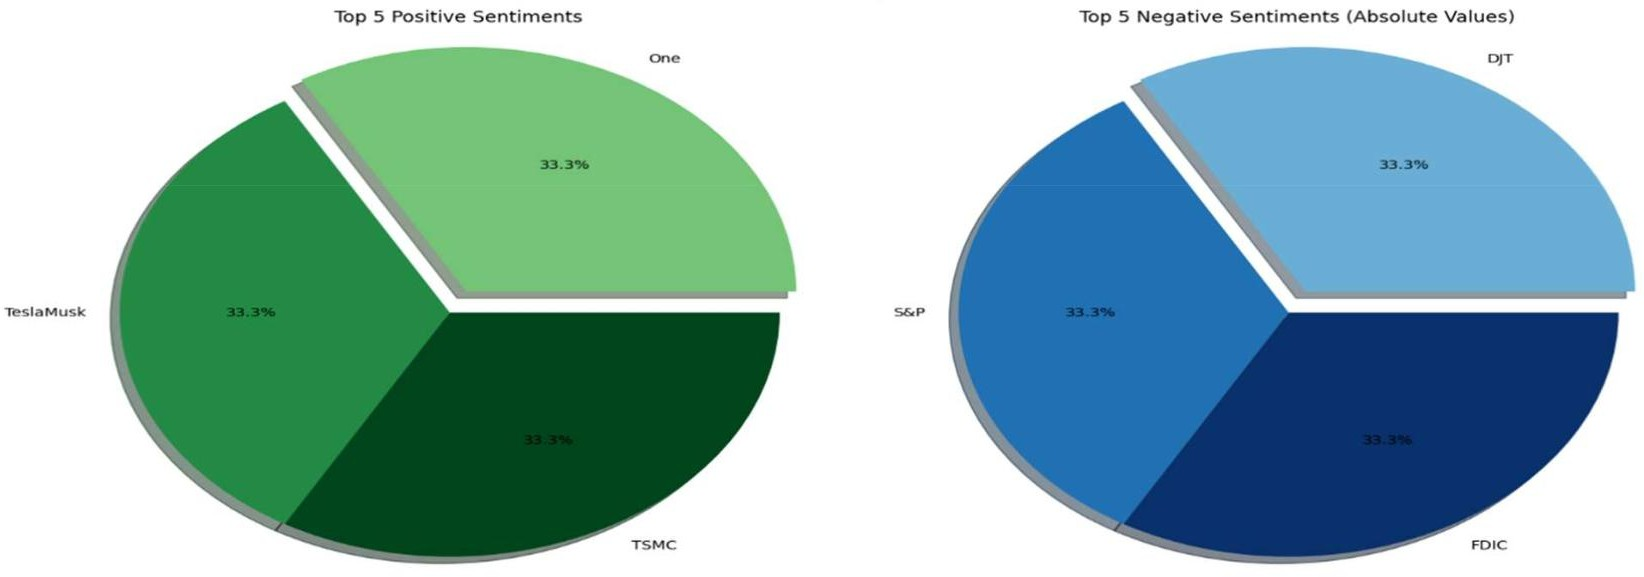 Top 5 Positive Sentiments
One
33.3%
TeslaMusk
33.3%
33.3%
TSMC
Top 5 Negative Sentiments (Absolute Values)
DJT
33.3%
S&P
33.3%
33.3%
FDIC